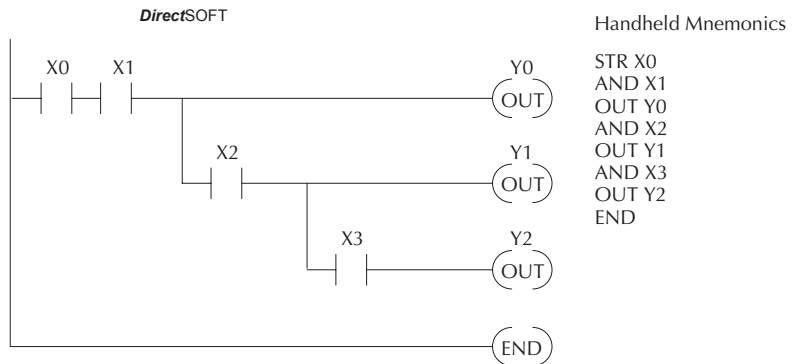 DirectSOFT
Handheld Mnemonics
X0 X1 Y0
OUT
X2 Y1
OUT
X3 Y2
OUT
END
STR X0
AND X1
OUT Y0
AND X2
OUT Y1
AND X3
OUT Y2
END